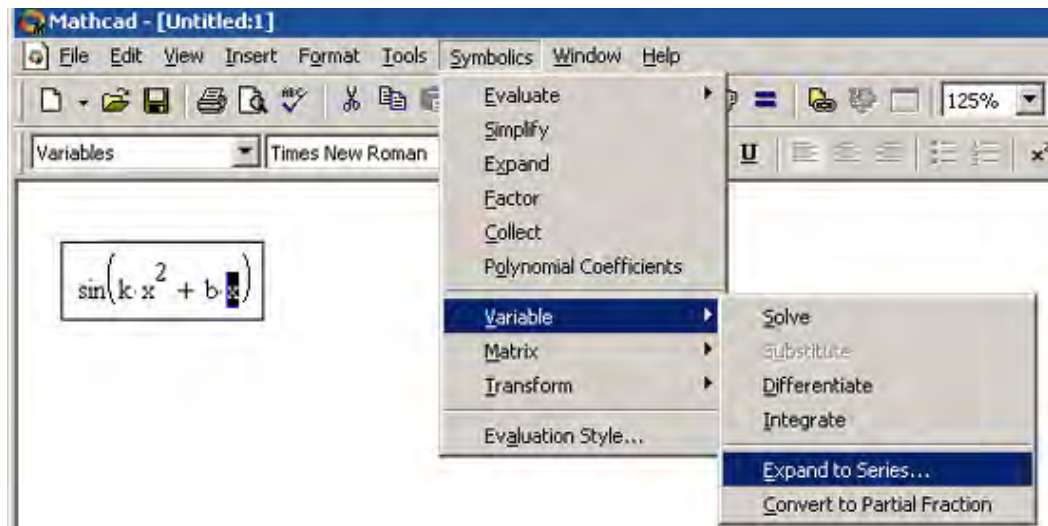 Mathcad - [Untitled:1]
File Edit View Insert Format Tools Symbolics Window Help
125%
Variables Times New Roman U x²
Evaluate
Simplify
Expand
Factor
Collect
Polynomial Coefficients
sin(k·x² + b·x)
Variable
Matrix
Transform
Evaluation Style...
Solve
Substitute
Differentiate
Integrate
Expand to Series...
Convert to Partial Fraction